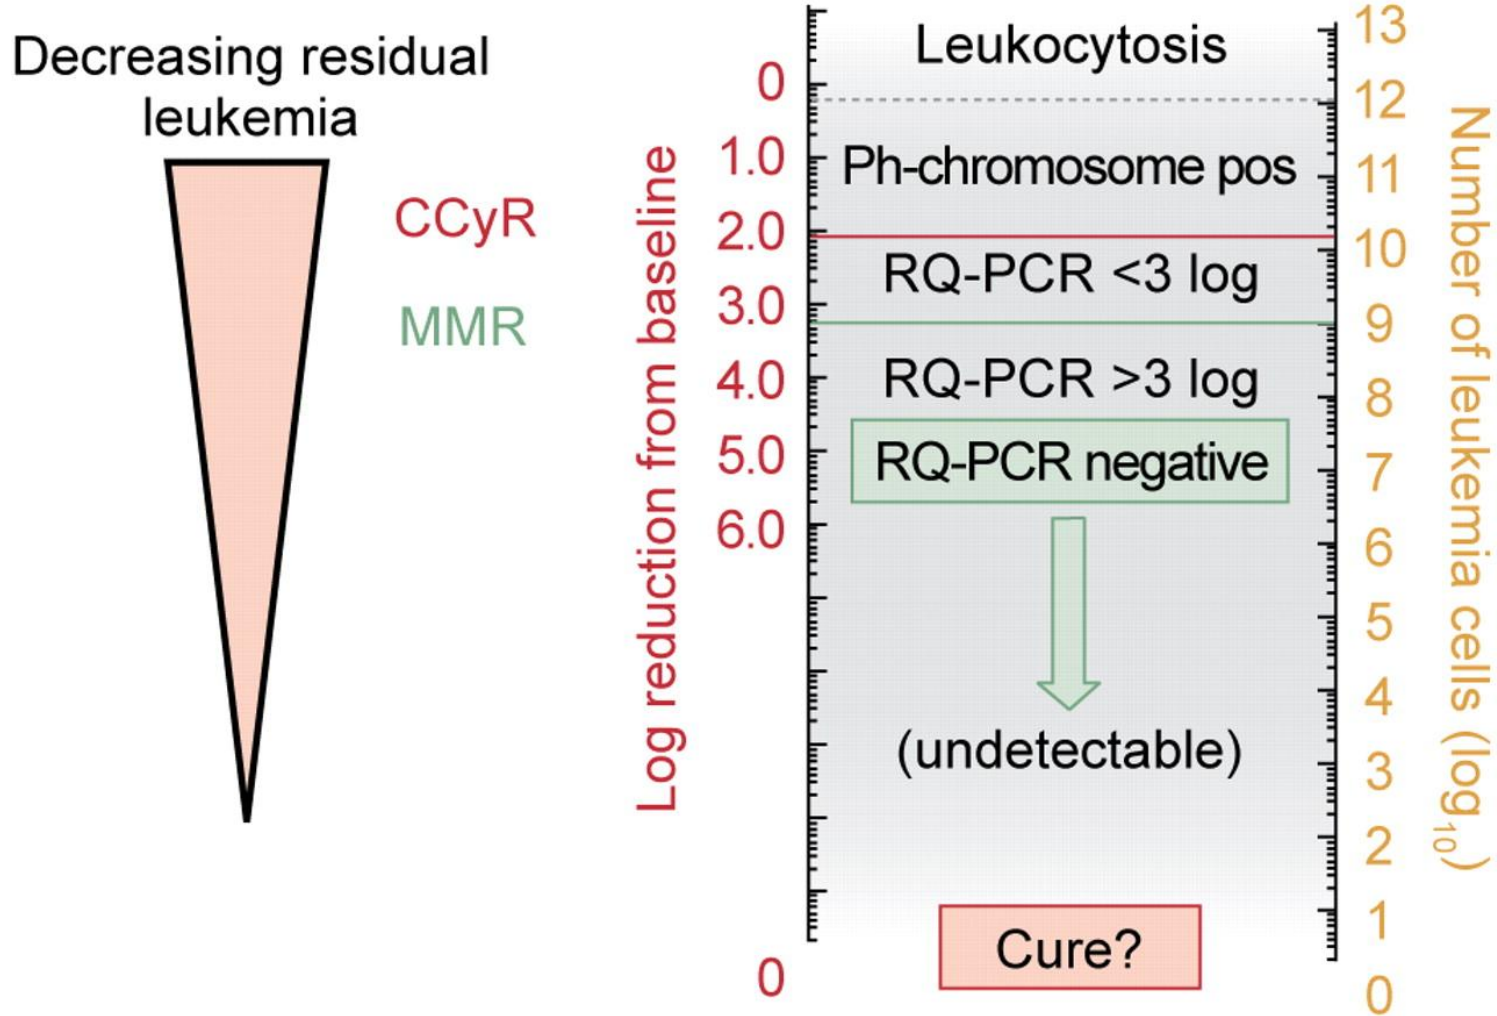 Decreasing residual
leukemia
CCyR
MMR
Log reduction from baseline
0
1.0
2.0
3.0
4.0
5.0
6.0
0
Leukocytosis
Ph-chromosome pos
RQ-PCR <3 log
RQ-PCR >3 log
RQ-PCR negative
(undetectable)
Cure?
13
12
11
10
9
8
7
6
5
4
3
2
1
0
Number of leukemia cells (log10)